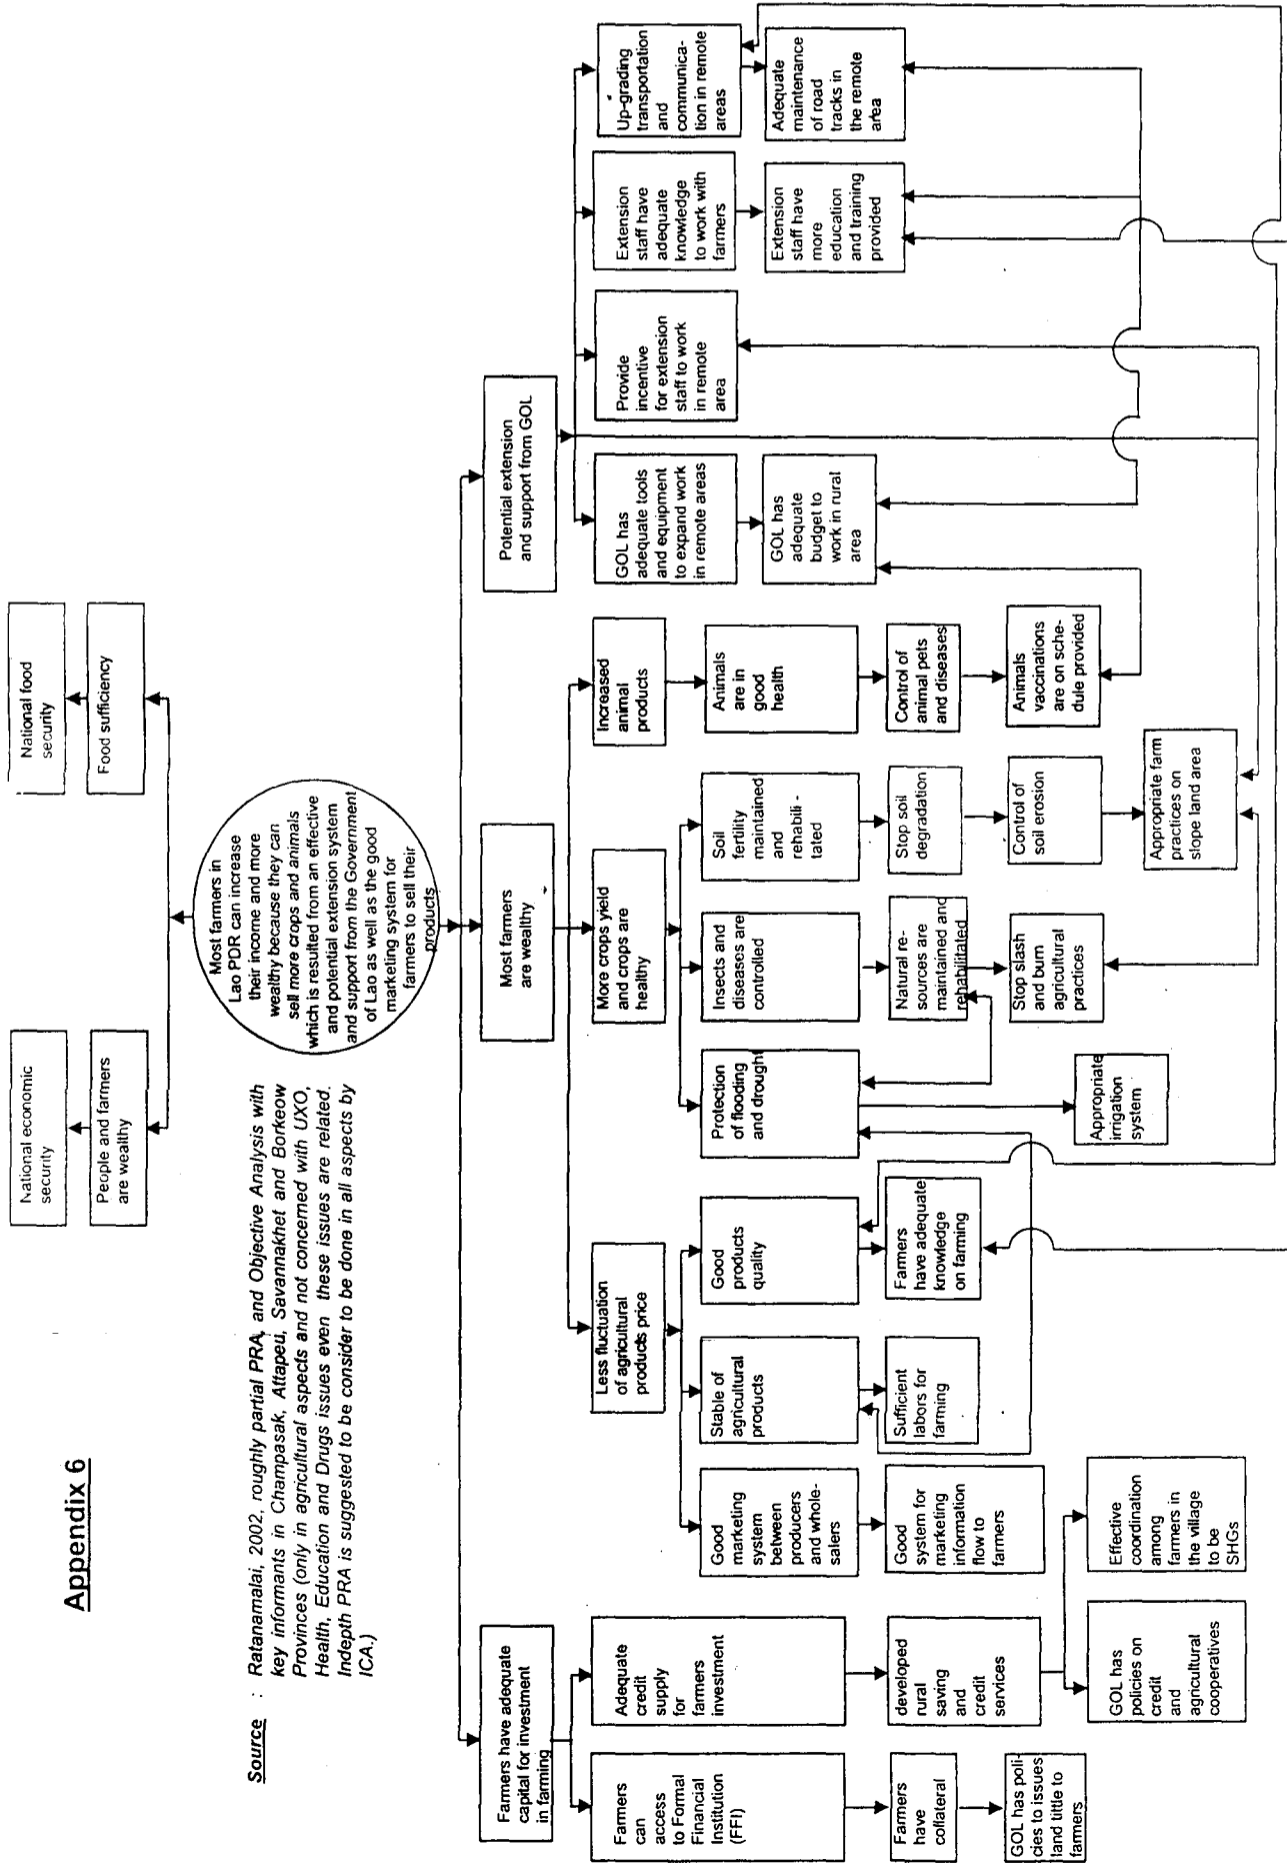 Appendix 6
Source : Ratanamalai, 2002, roughly partial PRA, and Objective Analysis with
key informants in Champasak, Attapeu, Savannakhet and Borkeow
Provinces (only in agricultural aspects and not concerned with UXO,
Health, Education and Drugs issues even these issues are related.
Indepth PRA is suggested to be consider to be done in all aspects by
ICA.)
National economic
security
People and farmers
are wealthy
National food
security
Food sufficiency
Most farmers in
Lao PDR can increase
their income and more
wealthy because they can
sell more crops and animals
which is resulted from an effective
and potential extension system
and support from the Government
of Lao as well as the good
marketing system for
farmers to sell their
products
Farmers have adequate
capital for investment
in farming
Most farmers
are wealthy
Potential extension
and support from GOL
Less fluctuation
of agricultural
products price
More crops yield
and crops are
healthy
Increased
animal
products
GOL has
adequate tools
and equipment
to expand work
in remote areas
Provide
incentive
for extension
staff to work
in remote
area
Extension
staff have
adequate
knowledge
to work with
farmers
Up-grading
transportation
and
communica-
tion in remote
areas
Farmers
can
access
to Formal
Financial
Institution
(FFI)
Adequate
credit
supply
for
farmers
investment
Good
marketing
system
between
producers
and whole-
salers
Stable of
agricultural
products
Good
products
quality
Protection
of flooding
and drought
Insects and
diseases are
controlled
Soil
fertility
maintained
and
rehabili -
tated
Animals
are in
good
health
GOL has
adequate
budget to
work in rural
area
Extension
staff have
more
education
and training
provided
Adequate
maintenance
of road
tracks in
the remote
area
Farmers
have
collateral
developed
rural
saving
and
credit
services
Good
system for
marketing
information
flow to
farmers
Sufficient
labors for
farming
Farmers
have adequate
knowledge
on farming
Natural re-
sources are
maintained and
rehabilitated
Stop soil
degradation
Control of
animal pets
and diseases
GOL has poli-
cies to issues
land tittle to
farmers
GOL has
policies on
credit
and
agricultural
cooperatives
Effective
coordination
among
farmers in
the village
to be
SHGs
Appropriate
irrigation
system
Stop slash
and burn
agricultural
practices
Control of
soil erosion
Animals
vaccinations
are on sche-
dule provided
Appropriate farm
practices on
slope land area